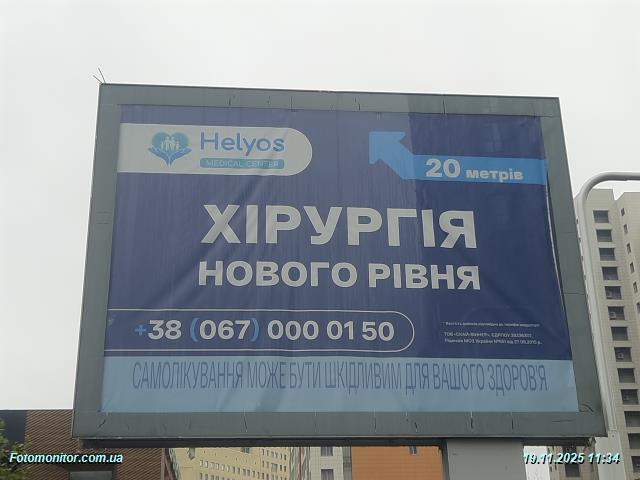 Helyos
MEDICAL CENTER
20 метрів
ХІРУРГІЯ
НОВОГО РІВНЯ
+38 (067) 000 01 50
САМОЛІКУВАННЯ МОЖЕ БУТИ ШКІДЛИВИМ ДЛЯ ВАШОГО ЗДОРОВ'Я
Fotomonitor.com.ua
19.11.2025 11:34